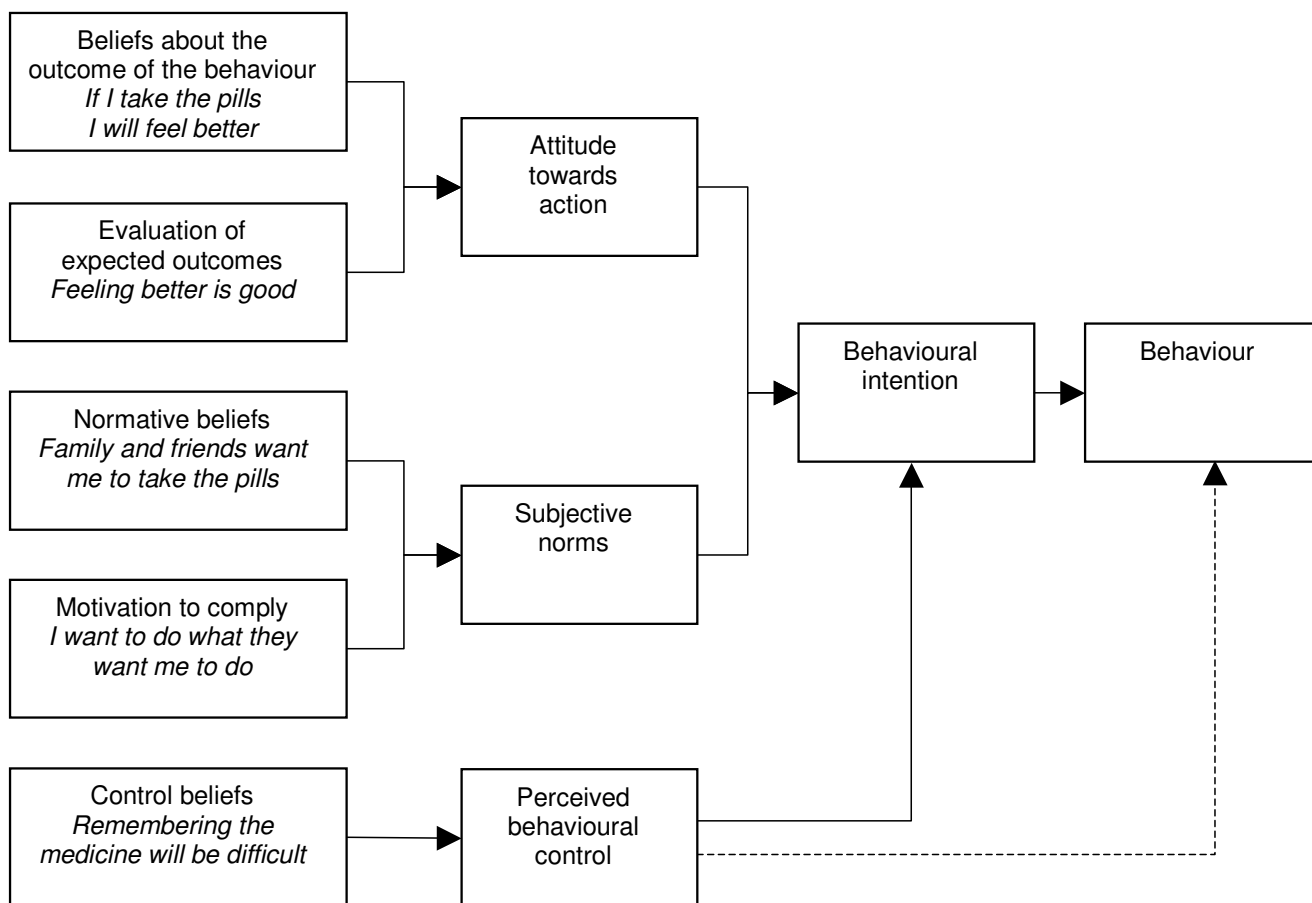 Beliefs about the
outcome of the behaviour
If I take the pills
I will feel better
Evaluation of
expected outcomes
Feeling better is good
Normative beliefs
Family and friends want
me to take the pills
Motivation to comply
I want to do what they
want me to do
Control beliefs
Remembering the
medicine will be difficult
Attitude
towards
action
Subjective
norms
Perceived
behavioural
control
Behavioural
intention
Behaviour